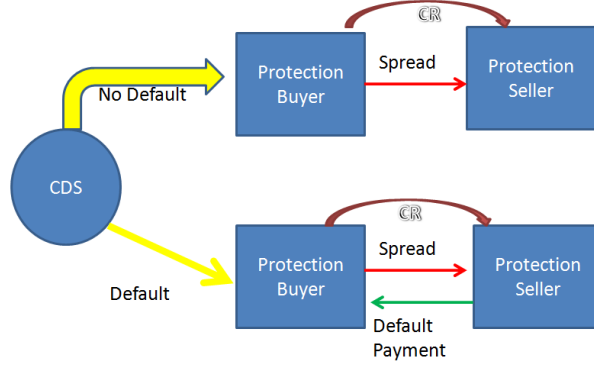 CR
Protection
Buyer
Spread
Protection
Seller
No Default
CDS
CR
Protection
Buyer
Spread
Protection
Seller
Default
Default
Payment